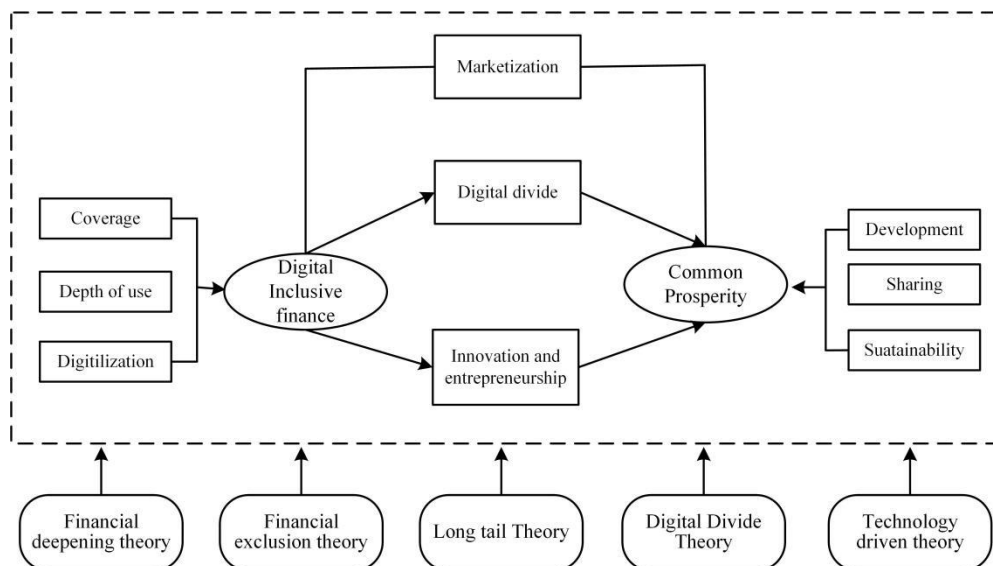 Marketization
Digital divide
Coverage
Depth of use
Digitilization
Digital
Inclusive
finance
Innovation and
entrepreneurship
Common
Prosperity
Development
Sharing
Suatainability
Financial
deepening theory
Financial
exclusion theory
Long tail Theory
Digital Divide
Theory
Technology
driven theory